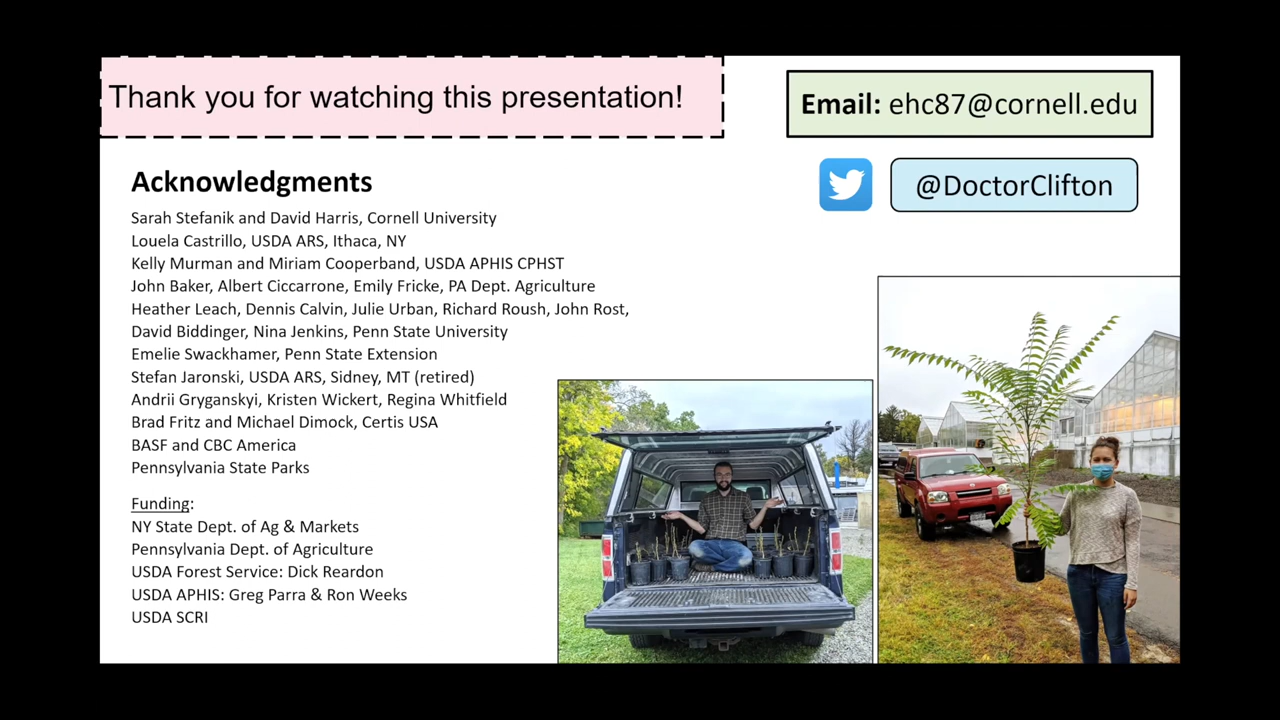 Thank you for watching this presentation!
Email: ehc87@cornell.edu
@DoctorClifton
Acknowledgments
Sarah Stefanik and David Harris, Cornell University
Louela Castrillo, USDA ARS, Ithaca, NY
Kelly Murman and Miriam Cooperband, USDA APHIS CPHST
John Baker, Albert Ciccarrone, Emily Fricke, PA Dept. Agriculture
Heather Leach, Dennis Calvin, Julie Urban, Richard Roush, John Rost,
David Biddinger, Nina Jenkins, Penn State University
Emelie Swackhamer, Penn State Extension
Stefan Jaronski, USDA ARS, Sidney, MT (retired)
Andrii Gryganskyi, Kristen Wickert, Regina Whitfield
Brad Fritz and Michael Dimock, Certis USA
BASF and CBC America
Pennsylvania State Parks
Funding:
NY State Dept. of Ag & Markets
Pennsylvania Dept. of Agriculture
USDA Forest Service: Dick Reardon
USDA APHIS: Greg Parra & Ron Weeks
USDA SCRI